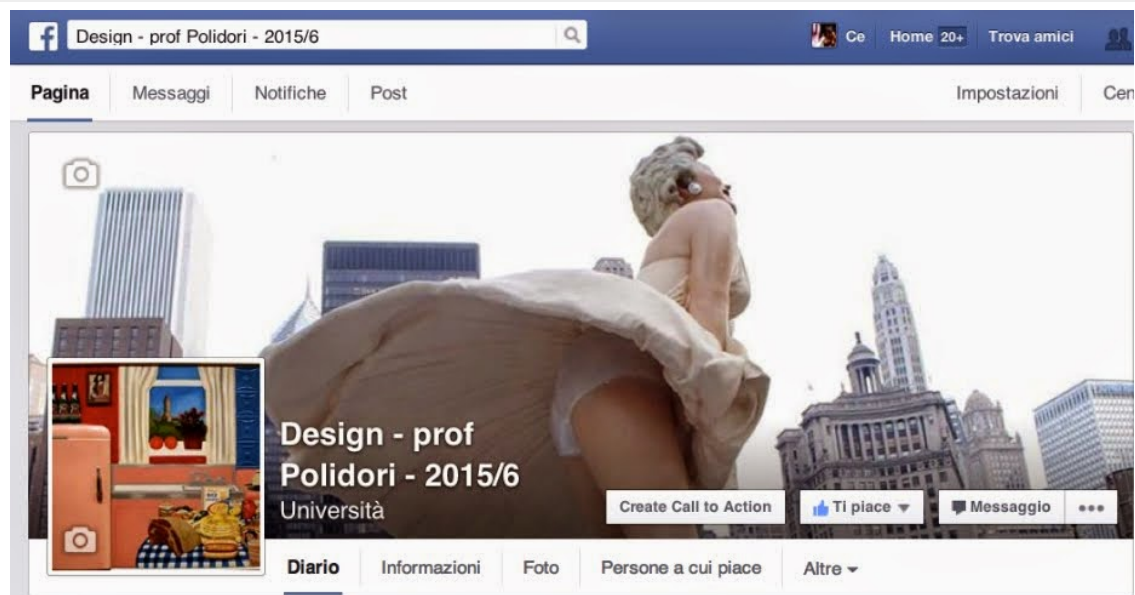 f Design - prof Polidori - 2015/6 Ce Home 20+ Trova amici
Pagina Messaggi Notifiche Post Impostazioni Cen
Design - prof
Polidori - 2015/6
Università
Create Call to Action Ti piace Messaggio
Diario Informazioni Foto Persone a cui piace Altre